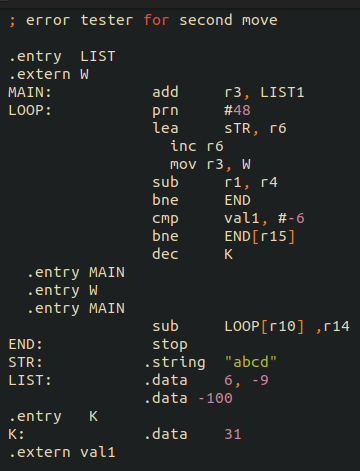 ; error tester for second move

.entry  LIST
.extern W
MAIN:           add     r3, LIST1
LOOP:           prn     #48
                lea     sTR, r6
                  inc r6
                  mov r3, W
                sub     r1, r4
                bne     END
                cmp     val1, #-6
                bne     END[r15]
                dec     K
  .entry MAIN
  .entry W
  .entry MAIN
                sub     LOOP[r10] ,r14
END:            stop
STR:           .string  "abcd"
LIST:          .data    6, -9
               .data -100
.entry   K
K:             .data    31
.extern val1